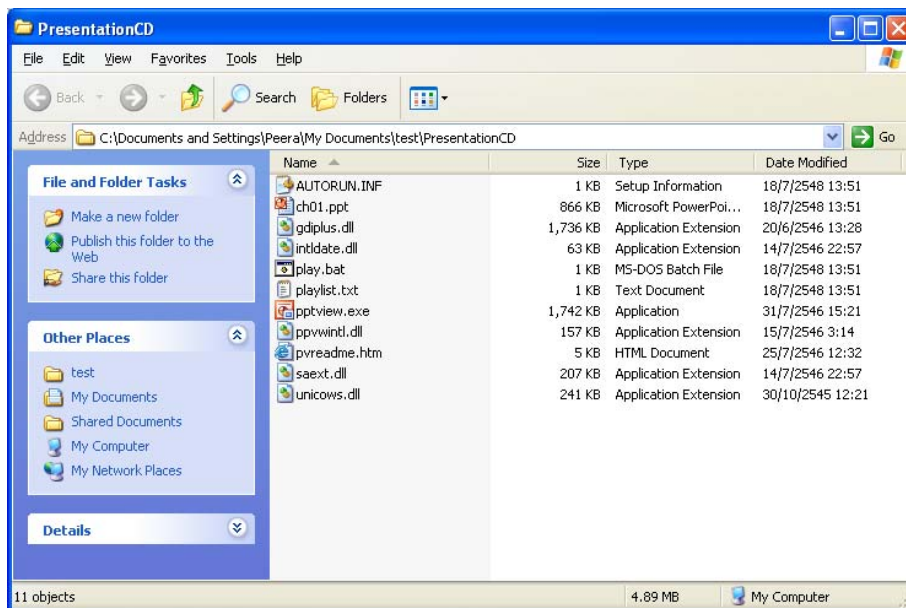 PresentationCD
File Edit View Favorites Tools Help
Back Search Folders
Address C:\Documents and Settings\Peera\My Documents\test\PresentationCD Go
File and Folder Tasks
Make a new folder
Publish this folder to the
Web
Share this folder
Other Places
test
My Documents
Shared Documents
My Computer
My Network Places
Details
Name Size Type Date Modified
AUTORUN.INF 1 KB Setup Information 18/7/2548 13:51
ch01.ppt 866 KB Microsoft PowerPoi... 18/7/2548 13:51
gdiplus.dll 1,736 KB Application Extension 20/6/2546 13:28
intldate.dll 63 KB Application Extension 14/7/2546 22:57
play.bat 1 KB MS-DOS Batch File 18/7/2548 13:51
playlist.txt 1 KB Text Document 18/7/2548 13:51
pptview.exe 1,742 KB Application 31/7/2546 15:21
ppvwintl.dll 157 KB Application Extension 15/7/2546 3:14
pvreadme.htm 5 KB HTML Document 25/7/2546 12:32
saext.dll 207 KB Application Extension 14/7/2546 22:57
unicows.dll 241 KB Application Extension 30/10/2545 12:21
11 objects 4.89 MB My Computer